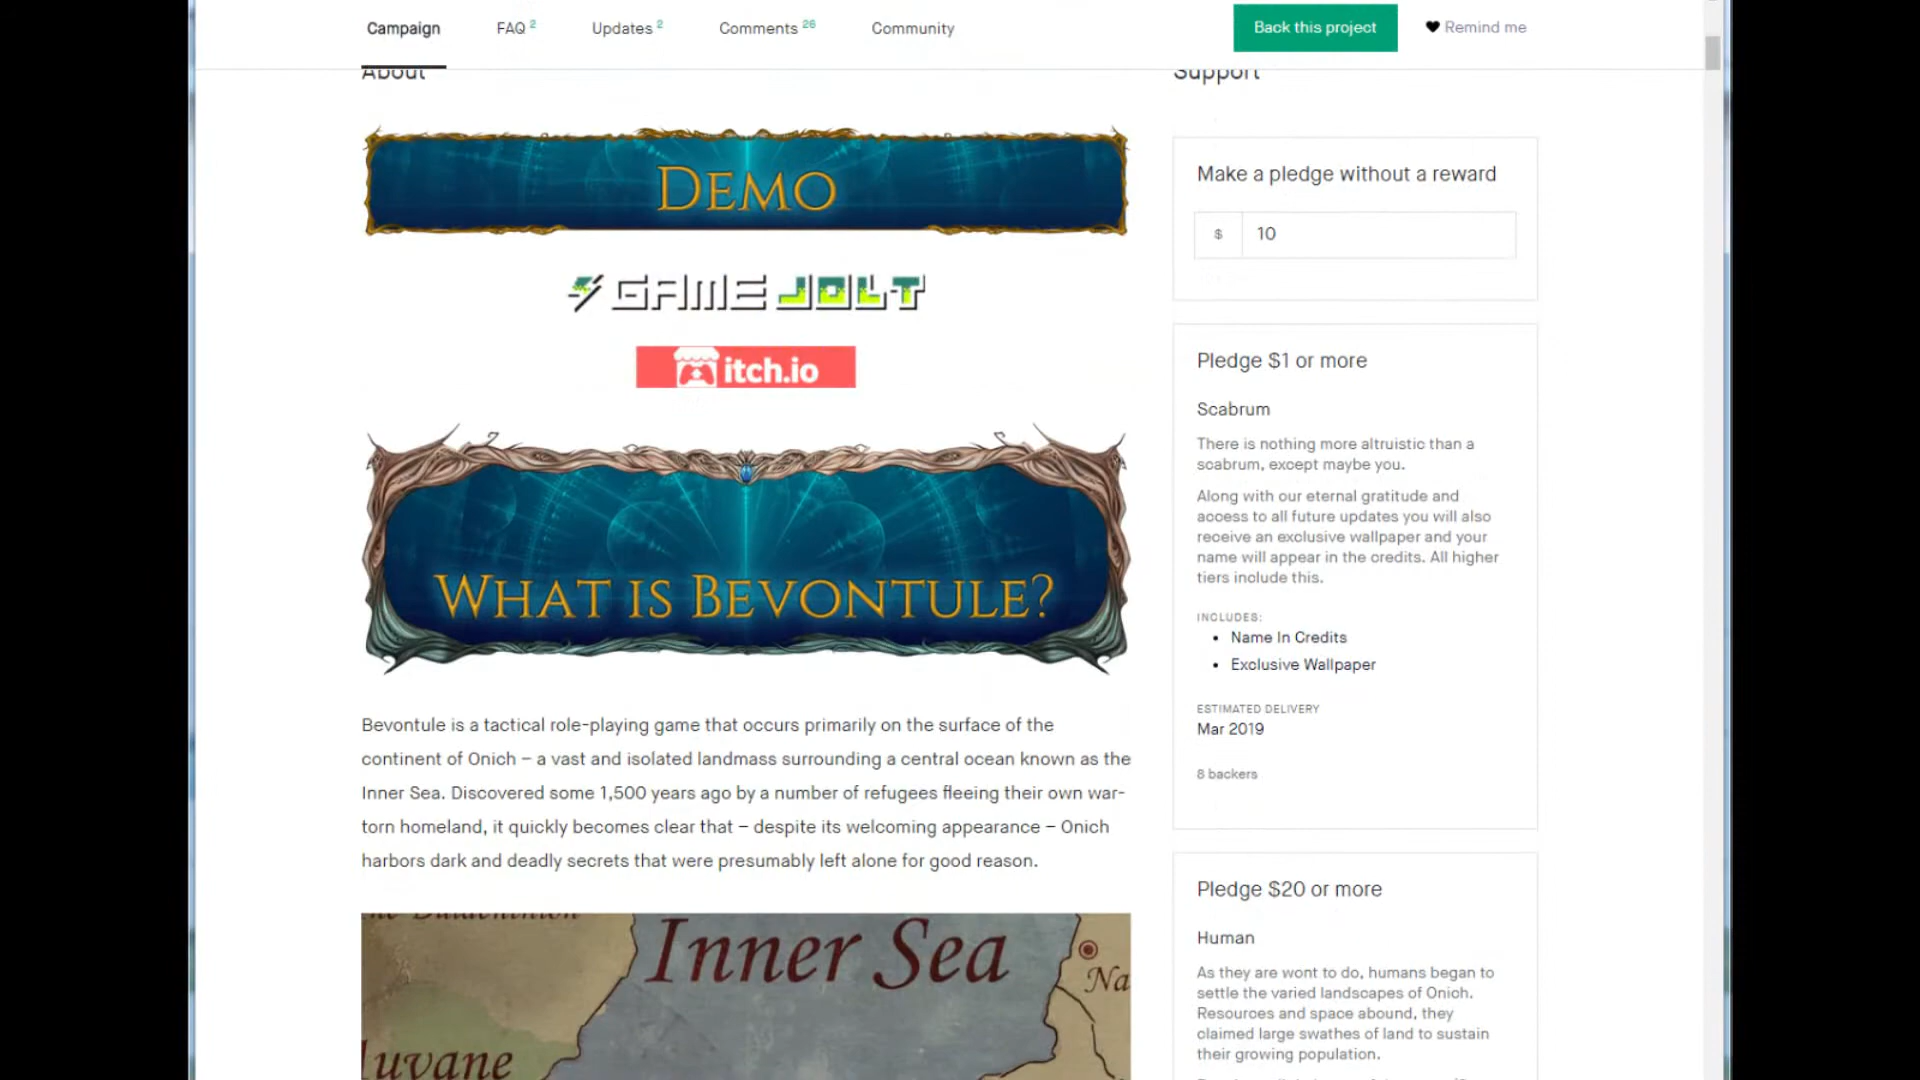 Campaign
FAQ 2
Updates 2
Comments 26
Community
Back this project
Remind me
About
Support
DEMO
GAME JOLT
itch.io
WHAT IS BEVONTULE?
Bevontule is a tactical role-playing game that occurs primarily on the surface of the
continent of Onich – a vast and isolated landmass surrounding a central ocean known as the
Inner Sea. Discovered some 1,500 years ago by a number of refugees fleeing their own war-
torn homeland, it quickly becomes clear that – despite its welcoming appearance – Onich
harbors dark and deadly secrets that were presumably left alone for good reason.
Inner Sea
Na
luvane
Make a pledge without a reward
$ 10
Pledge $1 or more
Scabrum
There is nothing more altruistic than a
scabrum, except maybe you.
Along with our eternal gratitude and
access to all future updates you will also
receive an exclusive wallpaper and your
name will appear in the credits. All higher
tiers include this.
INCLUDES:
• Name In Credits
• Exclusive Wallpaper
ESTIMATED DELIVERY
Mar 2019
8 backers
Pledge $20 or more
Human
As they are wont to do, humans began to
settle the varied landscapes of Onich.
Resources and space abound, they
claimed large swathes of land to sustain
their growing population.